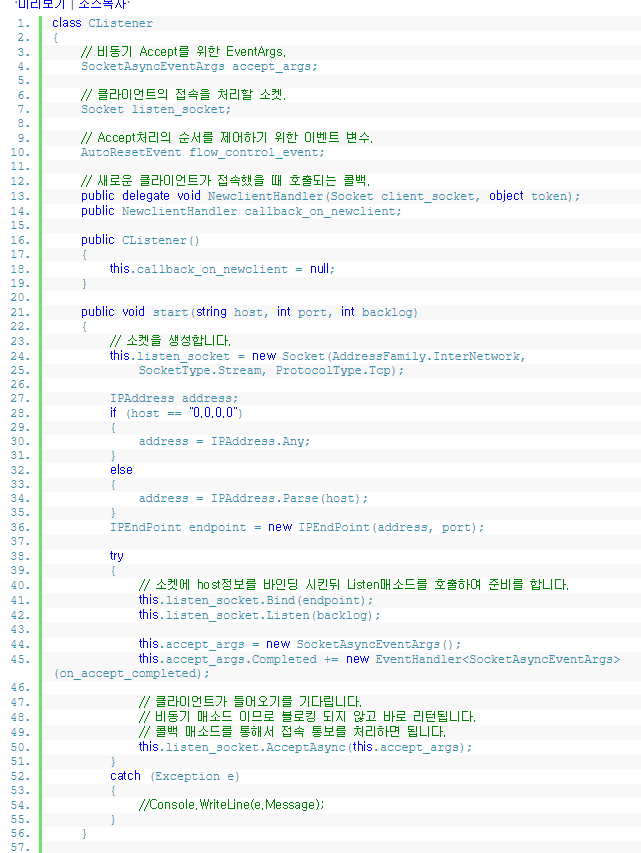 미리보기 | 소스복사·
1. class CListener
2. {
3. // 비동기 Accept를 위한 EventArgs.
4. SocketAsyncEventArgs accept_args;
5.
6. // 클라이언트의 접속을 처리할 소켓.
7. Socket listen_socket;
8.
9. // Accept처리의 순서를 제어하기 위한 이벤트 변수.
10. AutoResetEvent flow_control_event;
11.
12. // 새로운 클라이언트가 접속했을 때 호출되는 콜백.
13. public delegate void NewclientHandler(Socket client_socket, object token);
14. public NewclientHandler callback_on_newclient;
15.
16. public CListener()
17. {
18. this.callback_on_newclient = null;
19. }
20.
21. public void start(string host, int port, int backlog)
22. {
23. // 소켓을 생성합니다.
24. this.listen_socket = new Socket(AddressFamily.InterNetwork,
25. SocketType.Stream, ProtocolType.Tcp);
26.
27. IPAddress address;
28. if (host == "0.0.0.0")
29. {
30. address = IPAddress.Any;
31. }
32. else
33. {
34. address = IPAddress.Parse(host);
35. }
36. IPEndPoint endpoint = new IPEndPoint(address, port);
37.
38. try
39. {
40. // 소켓에 host정보를 바인딩 시킨뒤 Listen매소드를 호출하여 준비를 합니다.
41. this.listen_socket.Bind(endpoint);
42. this.listen_socket.Listen(backlog);
43.
44. this.accept_args = new SocketAsyncEventArgs();
45. this.accept_args.Completed += new EventHandler<SocketAsyncEventArgs>
(on_accept_completed);
46.
47. // 클라이언트가 들어오기를 기다립니다.
48. // 비동기 매소드 이므로 블로킹 되지 않고 바로 리턴됩니다.
49. // 콜백 매소드를 통해서 접속 통보를 처리하면 됩니다.
50. this.listen_socket.AcceptAsync(this.accept_args);
51. }
52. catch (Exception e)
53. {
54. //Console.WriteLine(e.Message);
55. }
56. }
57.